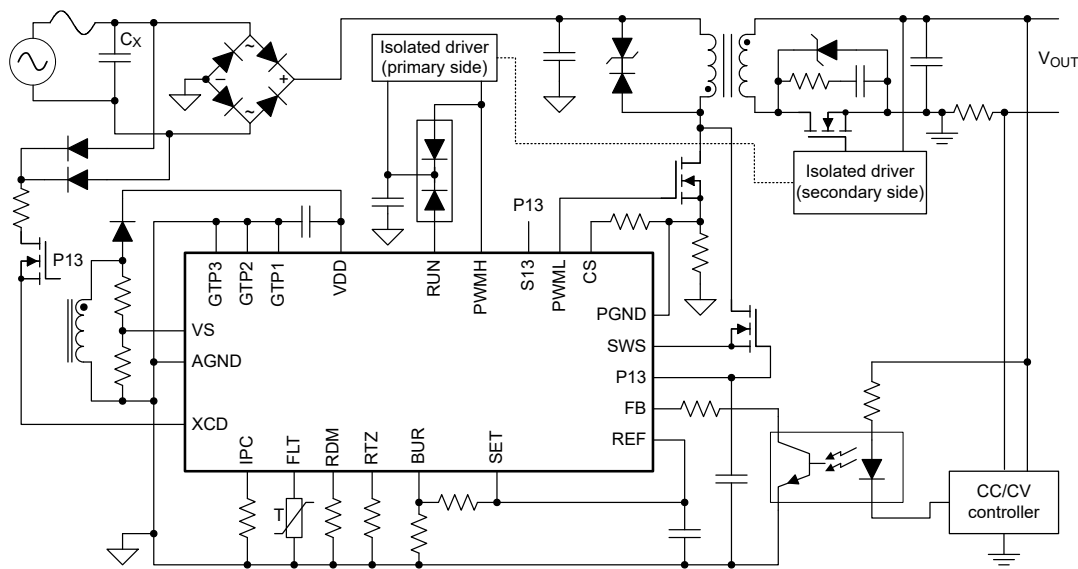 CX
~
−
+
~
Isolated driver
(primary side)
VOUT
Isolated driver
(secondary side)
P13
P13
GTP3
GTP2
GTP1
VDD
RUN
PWMH
S13
PWML
CS
VS
AGND
XCD
PGND
SWS
P13
FB
REF
IPC
FLT
RDM
RTZ
BUR
SET
T
CC/CV
controller